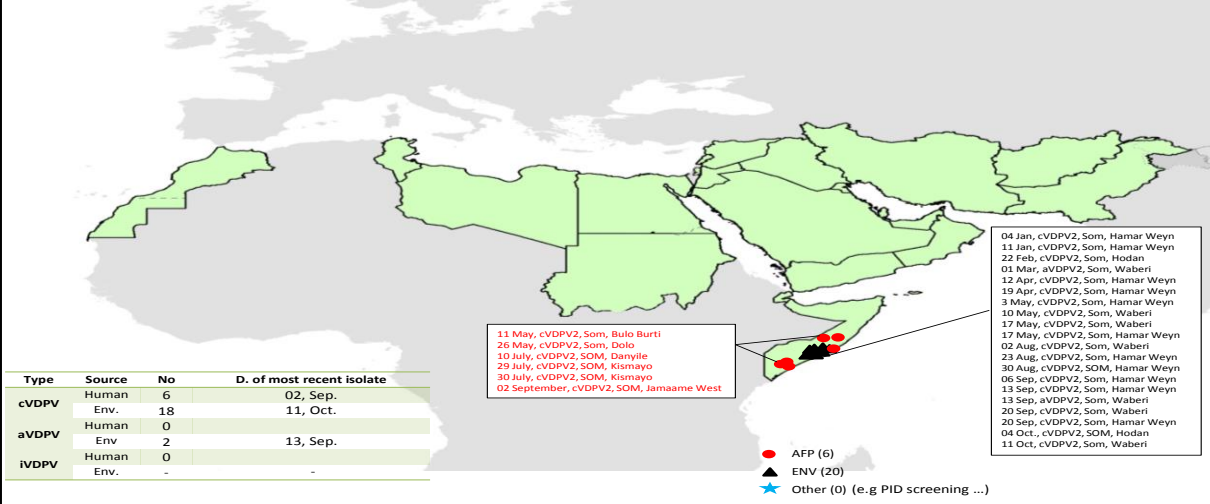 04 Jan, cVDPV2, Som, Hamar Weyn
11 Jan, cVDPV2, Som, Hamar Weyn
22 Feb, cVDPV2, Som, Hodan
01 Mar, aVDPV2, Som, Waberi
12 Apr, cVDPV2, Som, Hamar Weyn
19 Apr, cVDPV2, Som, Hamar Weyn
3 May, cVDPV2, Som, Hamar Weyn
10 May, cVDPV2, Som, Waberi
17 May, cVDPV2, Som, Waberi
17 May, cVDPV2, Som, Hamar Weyn
02 Aug, cVDPV2, Som, Waberi
23 Aug, cVDPV2, Som, Hamar Weyn
30 Aug, cVDPV2, SOM, Hamar Weyn
06 Sep, cVDPV2, Som, Hamar Weyn
13 Sep, cVDPV2, Som, Hamar Weyn
13 Sep, aVDPV2, Som, Waberi
20 Sep, cVDPV2, Som, Waberi
20 Sep, cVDPV2, Som, Hamar Weyn
04 Oct., cVDPV2, SOM, Hodan
11 Oct, cVDPV2, Som, Waberi
11 May, cVDPV2, Som, Bulo Burti
26 May, cVDPV2, Som, Dolo
10 July, cVDPV2, SOM, Danyile
29 July, cVDPV2, SOM, Kismayo
30 July, cVDPV2, SOM, Kismayo
02 September, cVDPV2, SOM, Jamaame West
Type Source No D. of most recent isolate
cVDPV Human 6 02, Sep.
Env. 18 11, Oct.
aVDPV Human 0
Env 2 13, Sep.
iVDPV Human 0
Env. - -
AFP (6)
ENV (20)
Other (0) (e.g PID screening ...)